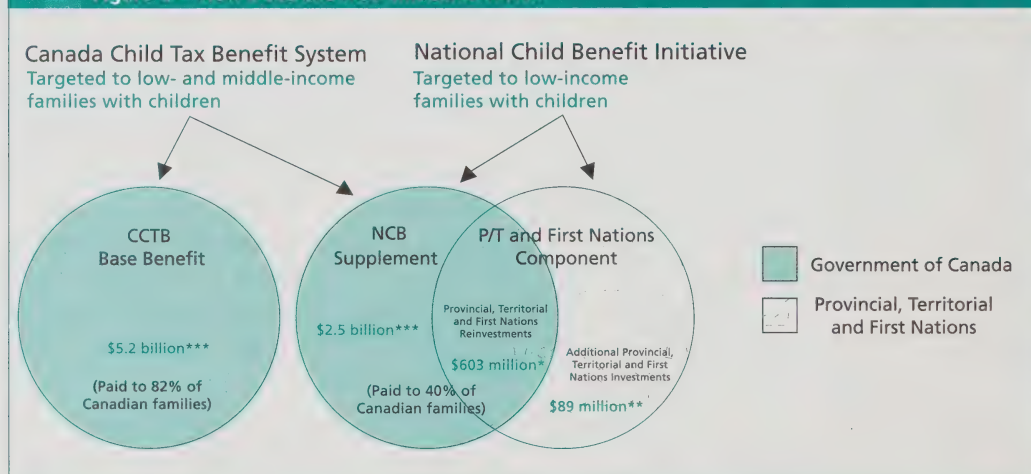 Canada Child Tax Benefit System
Targeted to low- and middle-income
families with children
National Child Benefit Initiative
Targeted to low-income
families with children
CCTB
Base Benefit
$5.2 billion***
(Paid to 82% of
Canadian families)
NCB
Supplement
$2.5 billion***
(Paid to 40% of
Canadian families)
P/T and First Nations
Component
Provincial, Territorial
and First Nations
Reinvestments
$603 million*
Additional Provincial,
Territorial and First
Nations Investments
$89 million**
Government of Canada
Provincial, Territorial
and First Nations